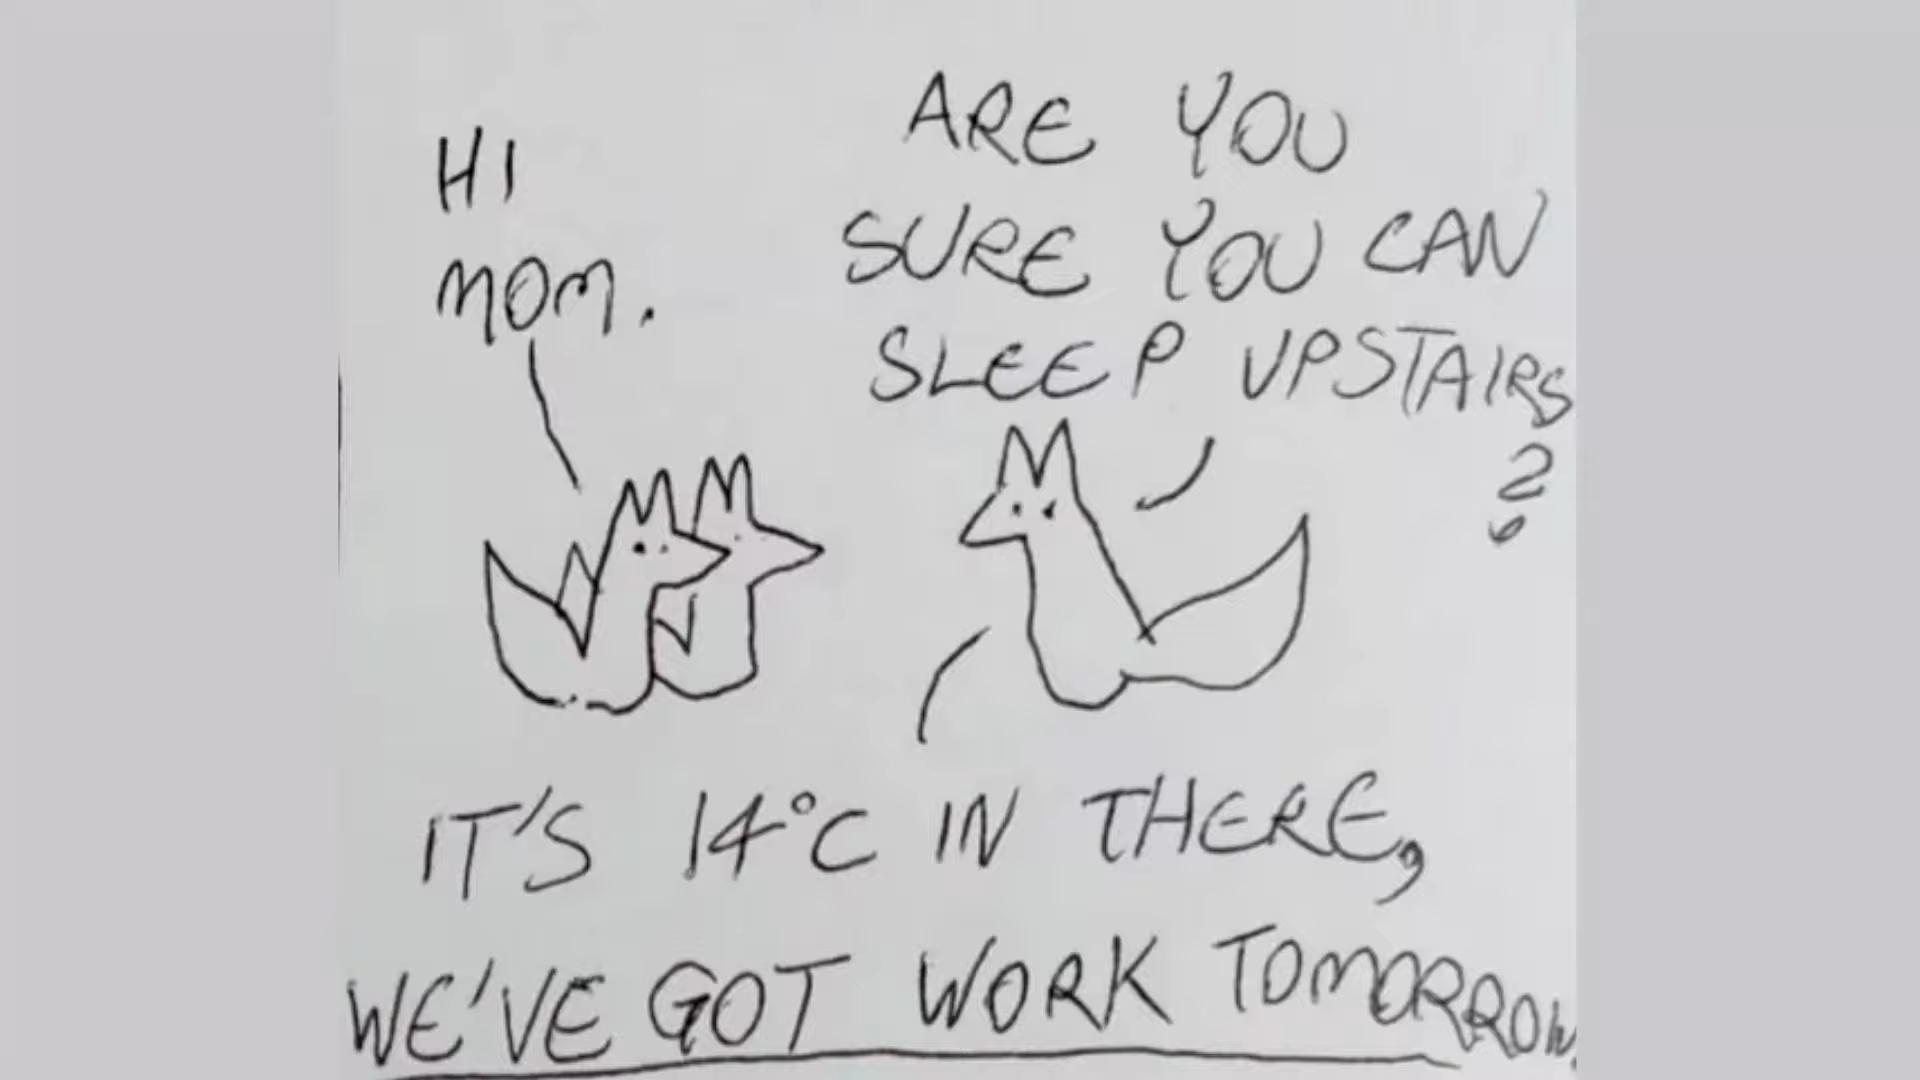 HI
MOM.
ARE YOU
SURE YOU CAN
SLEEP UPSTAIRS
?
IT'S 14°C IN THERE,
WE'VE GOT WORK TOMORROW.